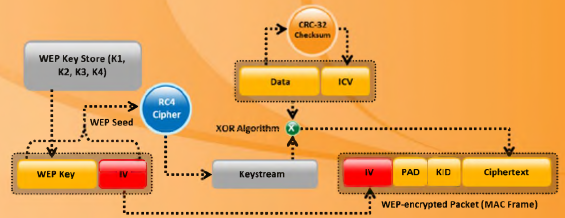 CRC-32
Checksum
WEP Key Store (K1,
K2, K3, K4)
Data
ICV
RC4
Cipher
WEP Seed
XOR Algorithm
X
WEP Key
IV
Keystream
IV
PAD
KID
Ciphertext
WEP-encrypted Packet (MAC Frame)